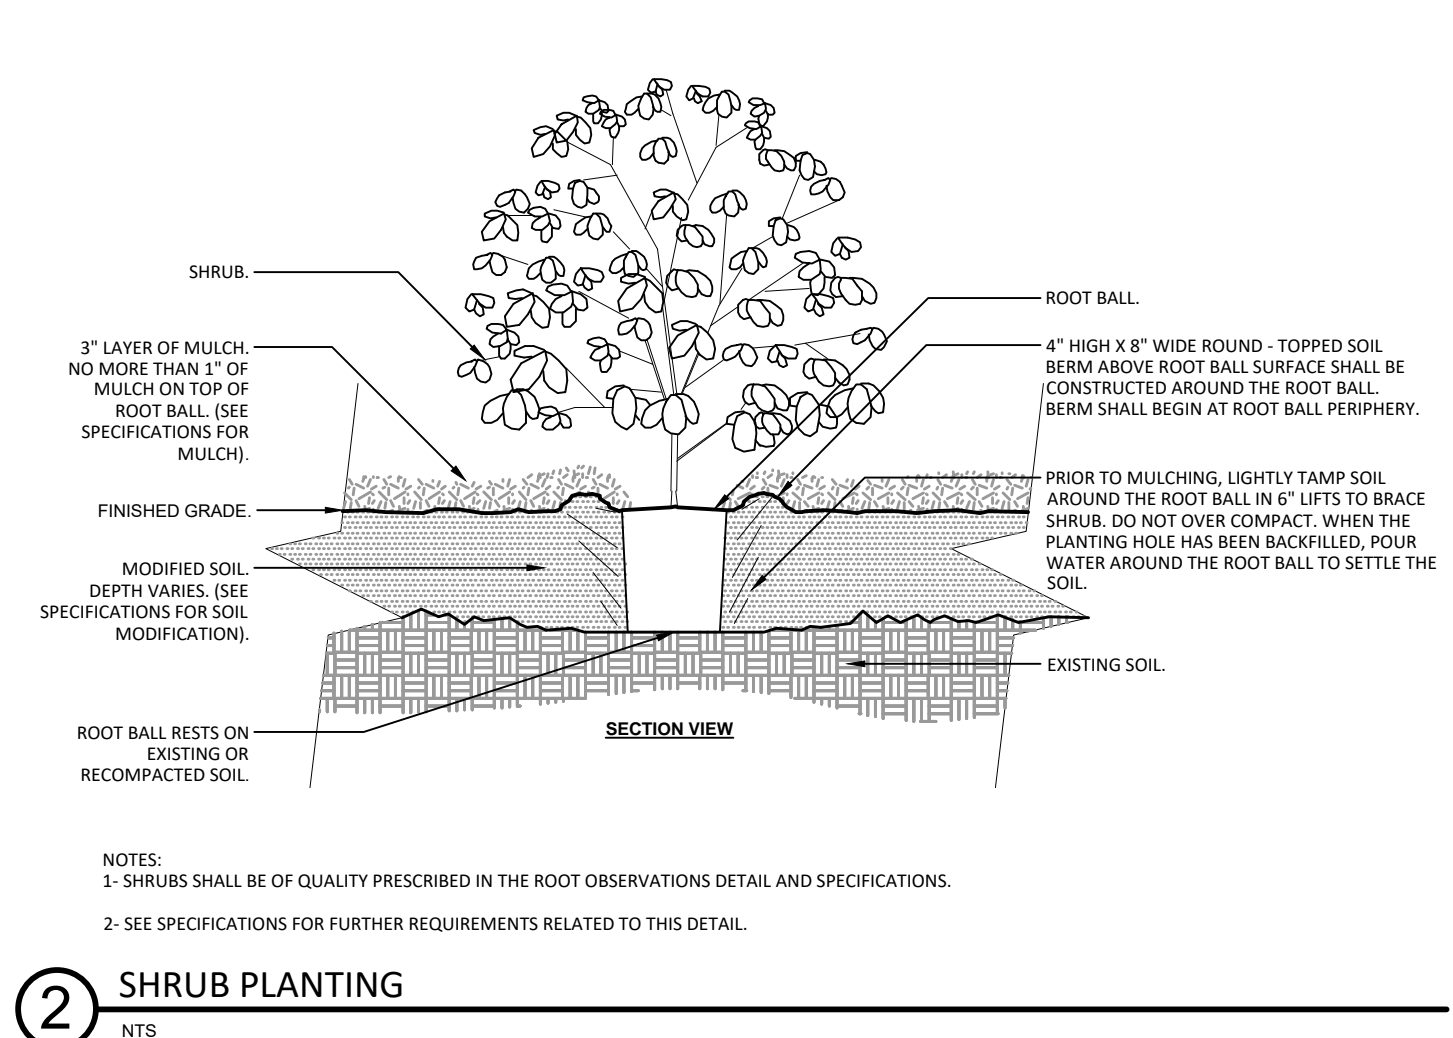 SHRUB.
3" LAYER OF MULCH.
NO MORE THAN 1" OF
MULCH ON TOP OF
ROOT BALL. (SEE
SPECIFICATIONS FOR
MULCH).
FINISHED GRADE.
MODIFIED SOIL.
DEPTH VARIES. (SEE
SPECIFICATIONS FOR SOIL
MODIFICATION).
ROOT BALL RESTS ON
EXISTING OR
RECOMPACTED SOIL.
ROOT BALL.
4" HIGH X 8" WIDE ROUND - TOPPED SOIL
BERM ABOVE ROOT BALL SURFACE SHALL BE
CONSTRUCTED AROUND THE ROOT BALL.
BERM SHALL BEGIN AT ROOT BALL PERIPHERY.
PRIOR TO MULCHING, LIGHTLY TAMP SOIL
AROUND THE ROOT BALL IN 6" LIFTS TO BRACE
SHRUB. DO NOT OVER COMPACT. WHEN THE
PLANTING HOLE HAS BEEN BACKFILLED, POUR
WATER AROUND THE ROOT BALL TO SETTLE THE
SOIL.
EXISTING SOIL.
SECTION VIEW
NOTES:
1- SHRUBS SHALL BE OF QUALITY PRESCRIBED IN THE ROOT OBSERVATIONS DETAIL AND SPECIFICATIONS.
2- SEE SPECIFICATIONS FOR FURTHER REQUIREMENTS RELATED TO THIS DETAIL.
2
SHRUB PLANTING
NTS